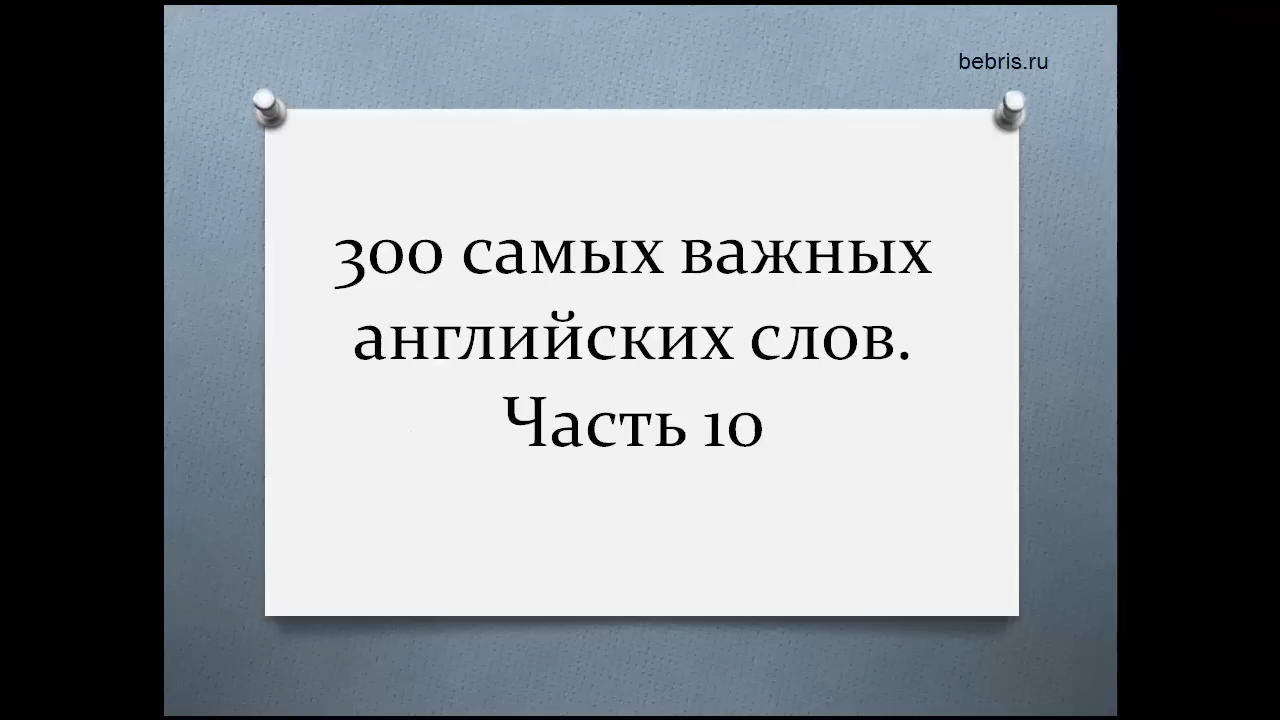 bebris.ru
300 самых важных
английских слов.
Часть 10